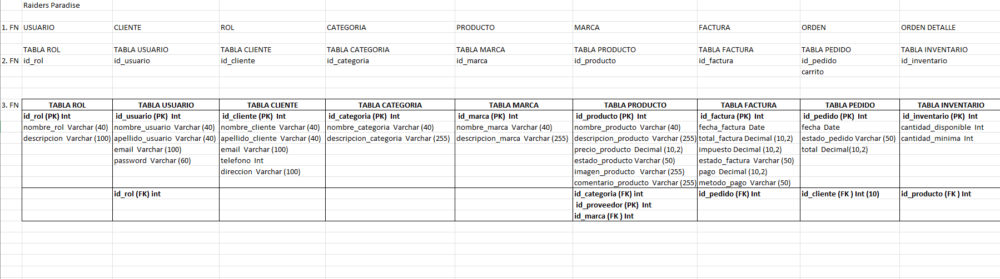 Raiders Paradise
1. FN USUARIO CLIENTE ROL CATEGORIA PRODUCTO MARCA FACTURA ORDEN ORDEN DETALLE
TABLA ROL TABLA USUARIO TABLA CLIENTE TABLA CATEGORIA TABLA MARCA TABLA PRODUCTO TABLA FACTURA TABLA PEDIDO TABLA INVENTARIO
2. FN id_rol id_usuario id_cliente id_categoria id_marca id_producto id_factura id_pedido id_inventario
carrito
3. FN TABLA ROL TABLA USUARIO TABLA CLIENTE TABLA CATEGORIA TABLA MARCA TABLA PRODUCTO TABLA FACTURA TABLA PEDIDO TABLA INVENTARIO
id_rol (PK) Int id_usuario (PK) Int id_cliente (PK) Int id_categoria (PK) Int id_marca (PK) Int id_producto (PK) Int id_factura (PK) Int id_pedido (PK) Int id_inventario (PK) Int
nombre_rol Varchar (40) nombre_usuario Varchar (40) nombre_cliente Varchar (40) nombre_categoria Varchar (40) nombre_marca Varchar (40) nombre_producto Varchar (40) fecha_factura Date fecha Date cantidad_disponible Int
descripcion Varchar (100) apellido_usuario Varchar (40) apellido_cliente Varchar (40) descripcion_categoria Varchar (255) descripcion_marca Varchar (255) descripcion_producto Varchar (255) total_factura Decimal (10,2) estado_pedido Varchar (50) cantidad_minima Int
email Varchar (100) email Varchar (100) precio_producto Decimal (10,2) impuesto Decimal (10,2) total Decimal(10,2)
password Varchar (60) telefono Int estado_producto Varchar (50) estado_factura Varchar (50)
direccion Varchar (100) imagen_producto Varchar (255) pago Decimal (10,2)
comentario_producto Varchar (255) metodo_pago Varchar (50)
id_rol (FK) int id_categoria (FK) int id_pedido (FK) Int id_cliente (FK ) Int (10) id_producto (FK ) Int
id_proveedor (PK) Int
id_marca (FK ) Int